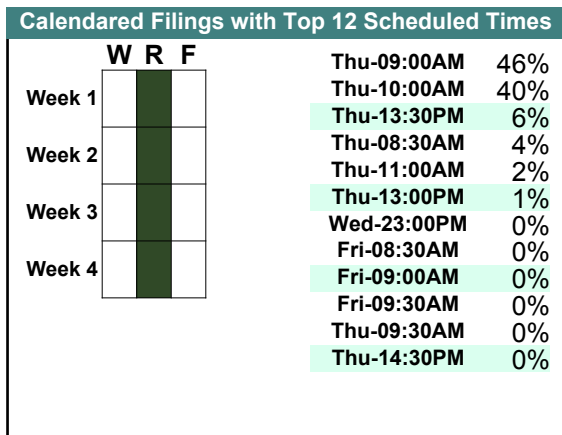 Calendared Filings with Top 12 Scheduled Times
W R F
Week 1
Week 2
Week 3
Week 4
Thu-09:00AM 46%
Thu-10:00AM 40%
Thu-13:30PM 6%
Thu-08:30AM 4%
Thu-11:00AM 2%
Thu-13:00PM 1%
Wed-23:00PM 0%
Fri-08:30AM 0%
Fri-09:00AM 0%
Fri-09:30AM 0%
Thu-09:30AM 0%
Thu-14:30PM 0%